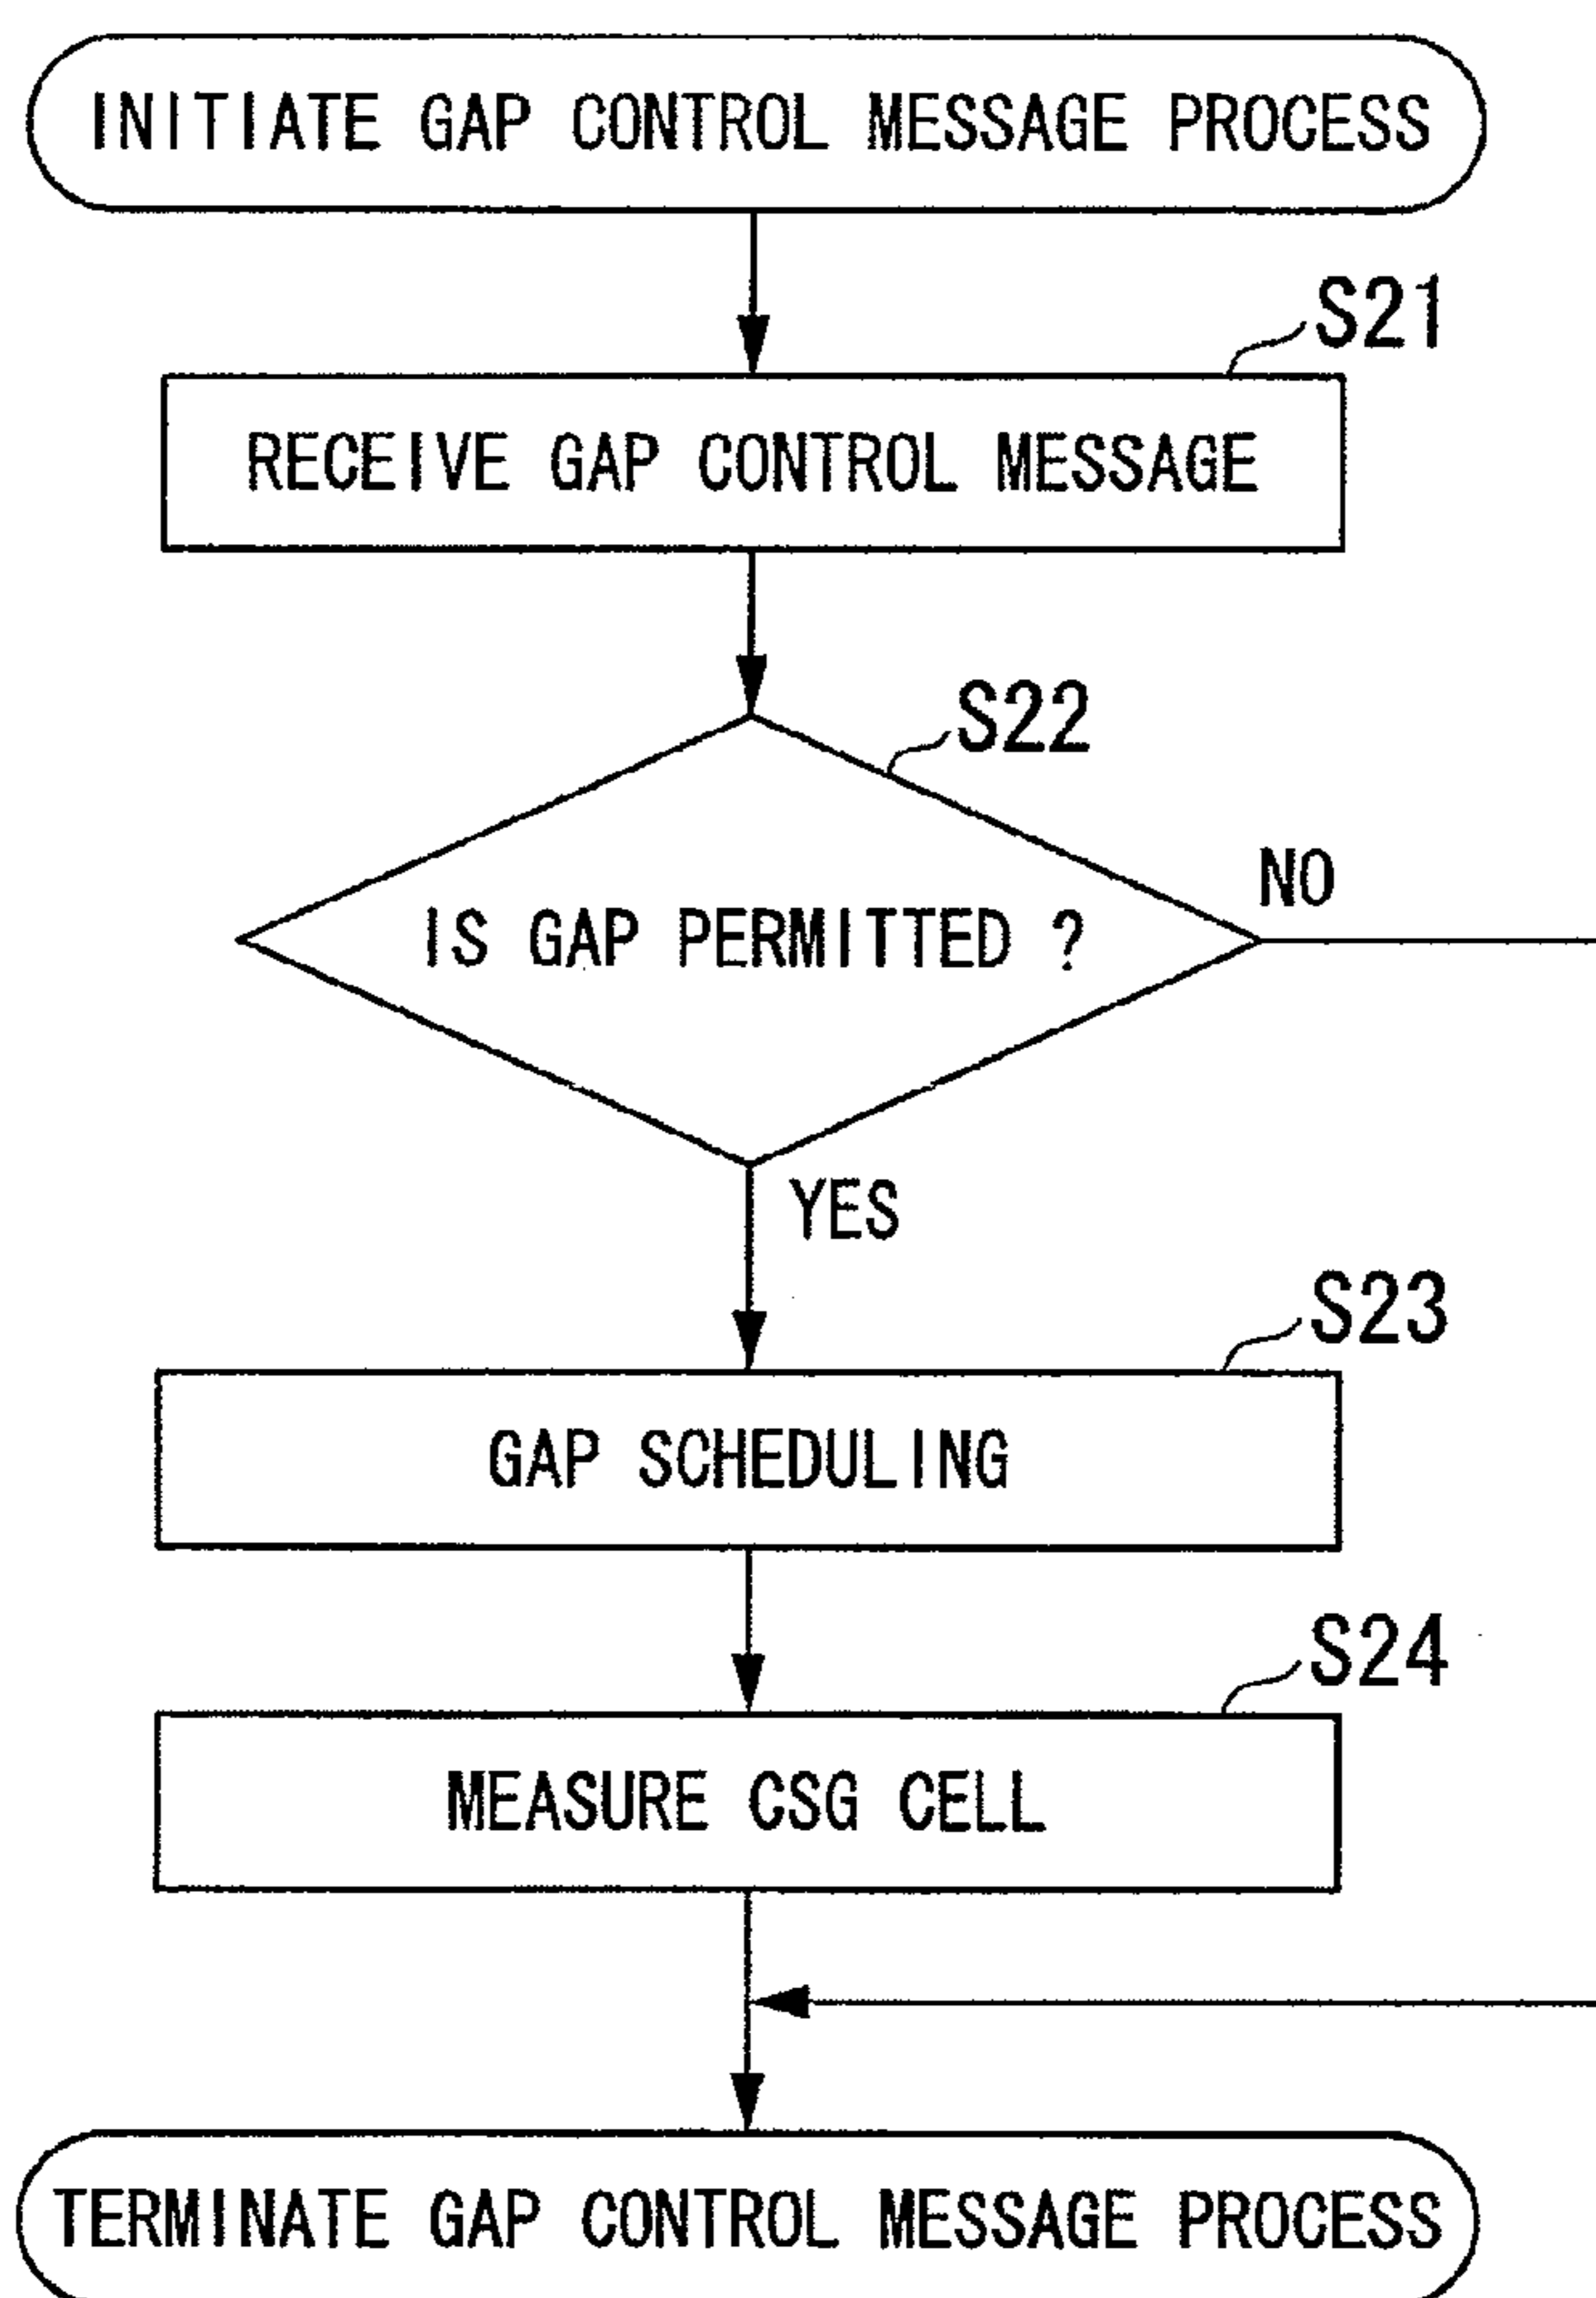 INITIATE GAP CONTROL MESSAGE PROCESS
S21
RECEIVE GAP CONTROL MESSAGE
S22
NO
IS GAP PERMITTED ?
YES
S23
GAP SCHEDULING
S24
MEASURE CSG CELL
TERMINATE GAP CONTROL MESSAGE PROCESS